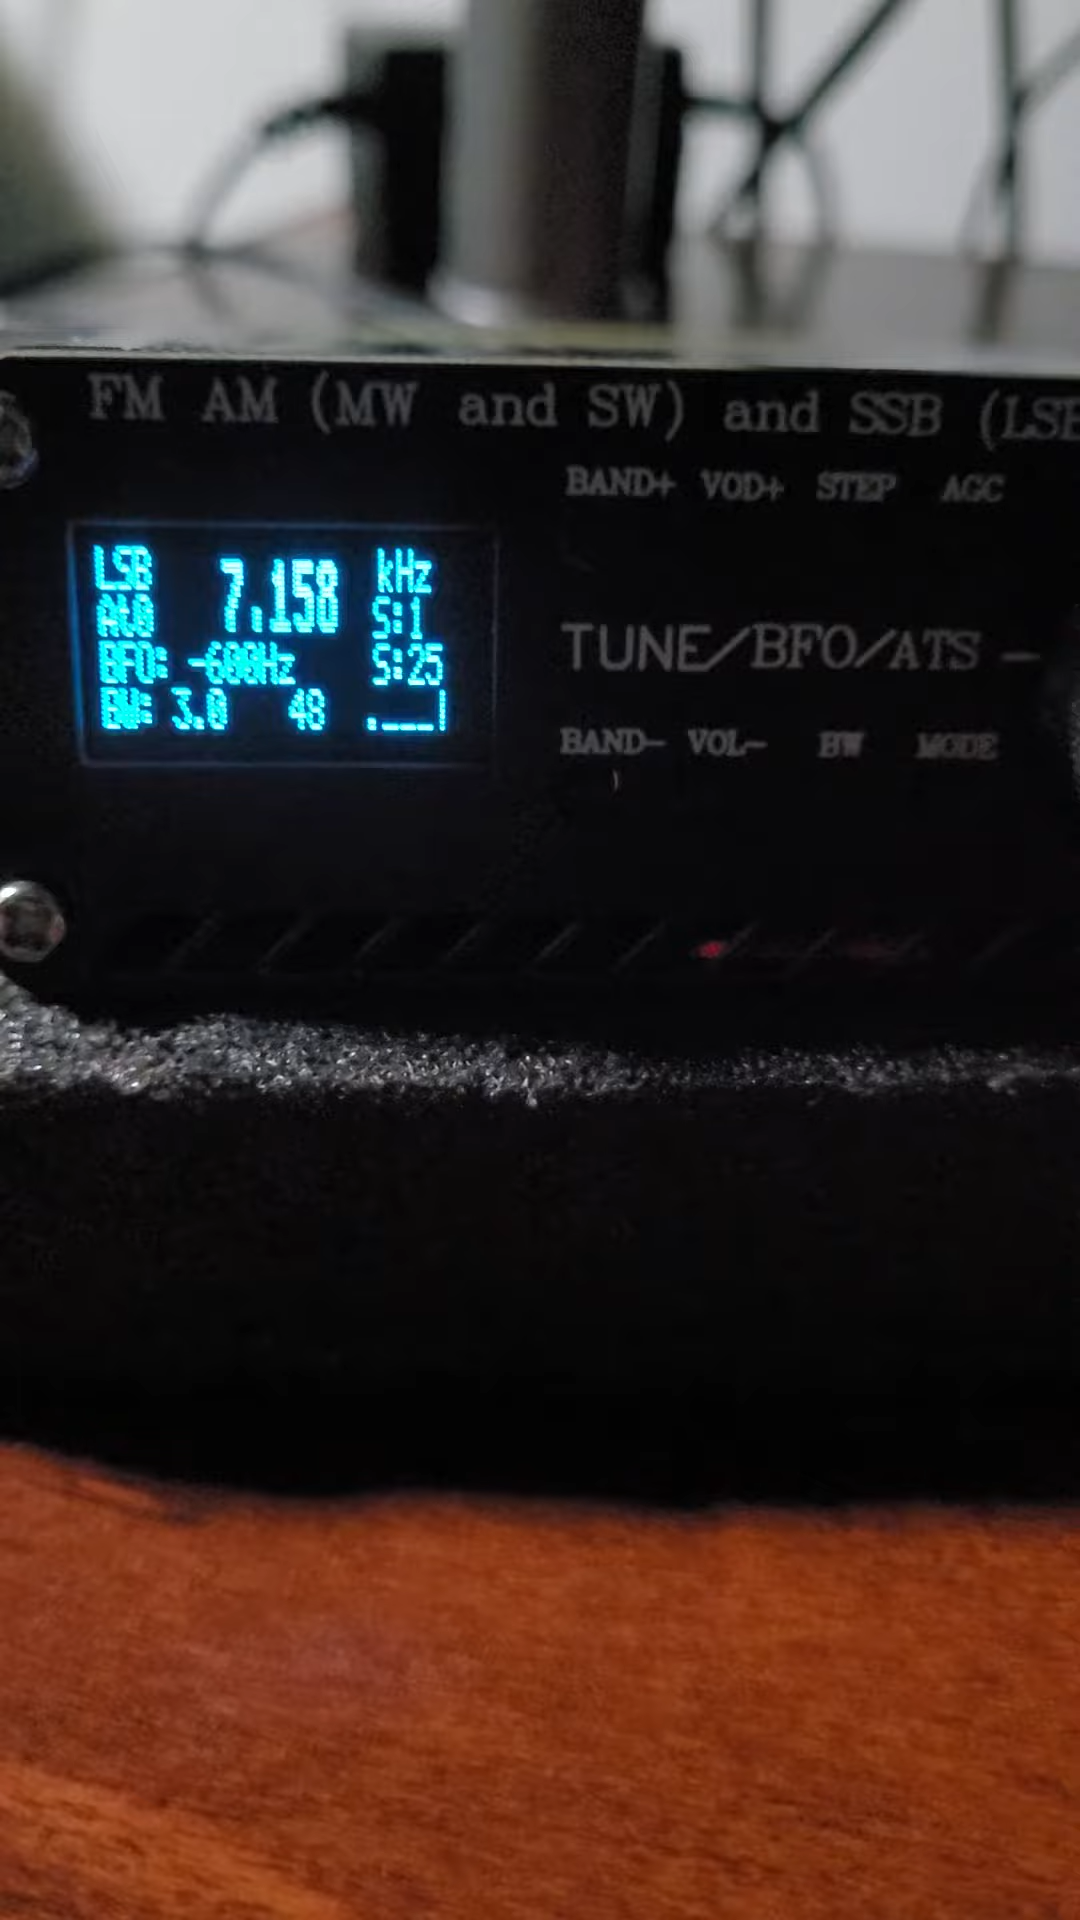 FM AM (MW and SW) and SSB (LSB
BAND+ VOD+ STEP AGC
LSB 7.158 kHz
S:1
BFO: -600Hz S:25
BW: 3.0 48
TUNE/BFO/ATS -
BAND- VOL- BW MODE